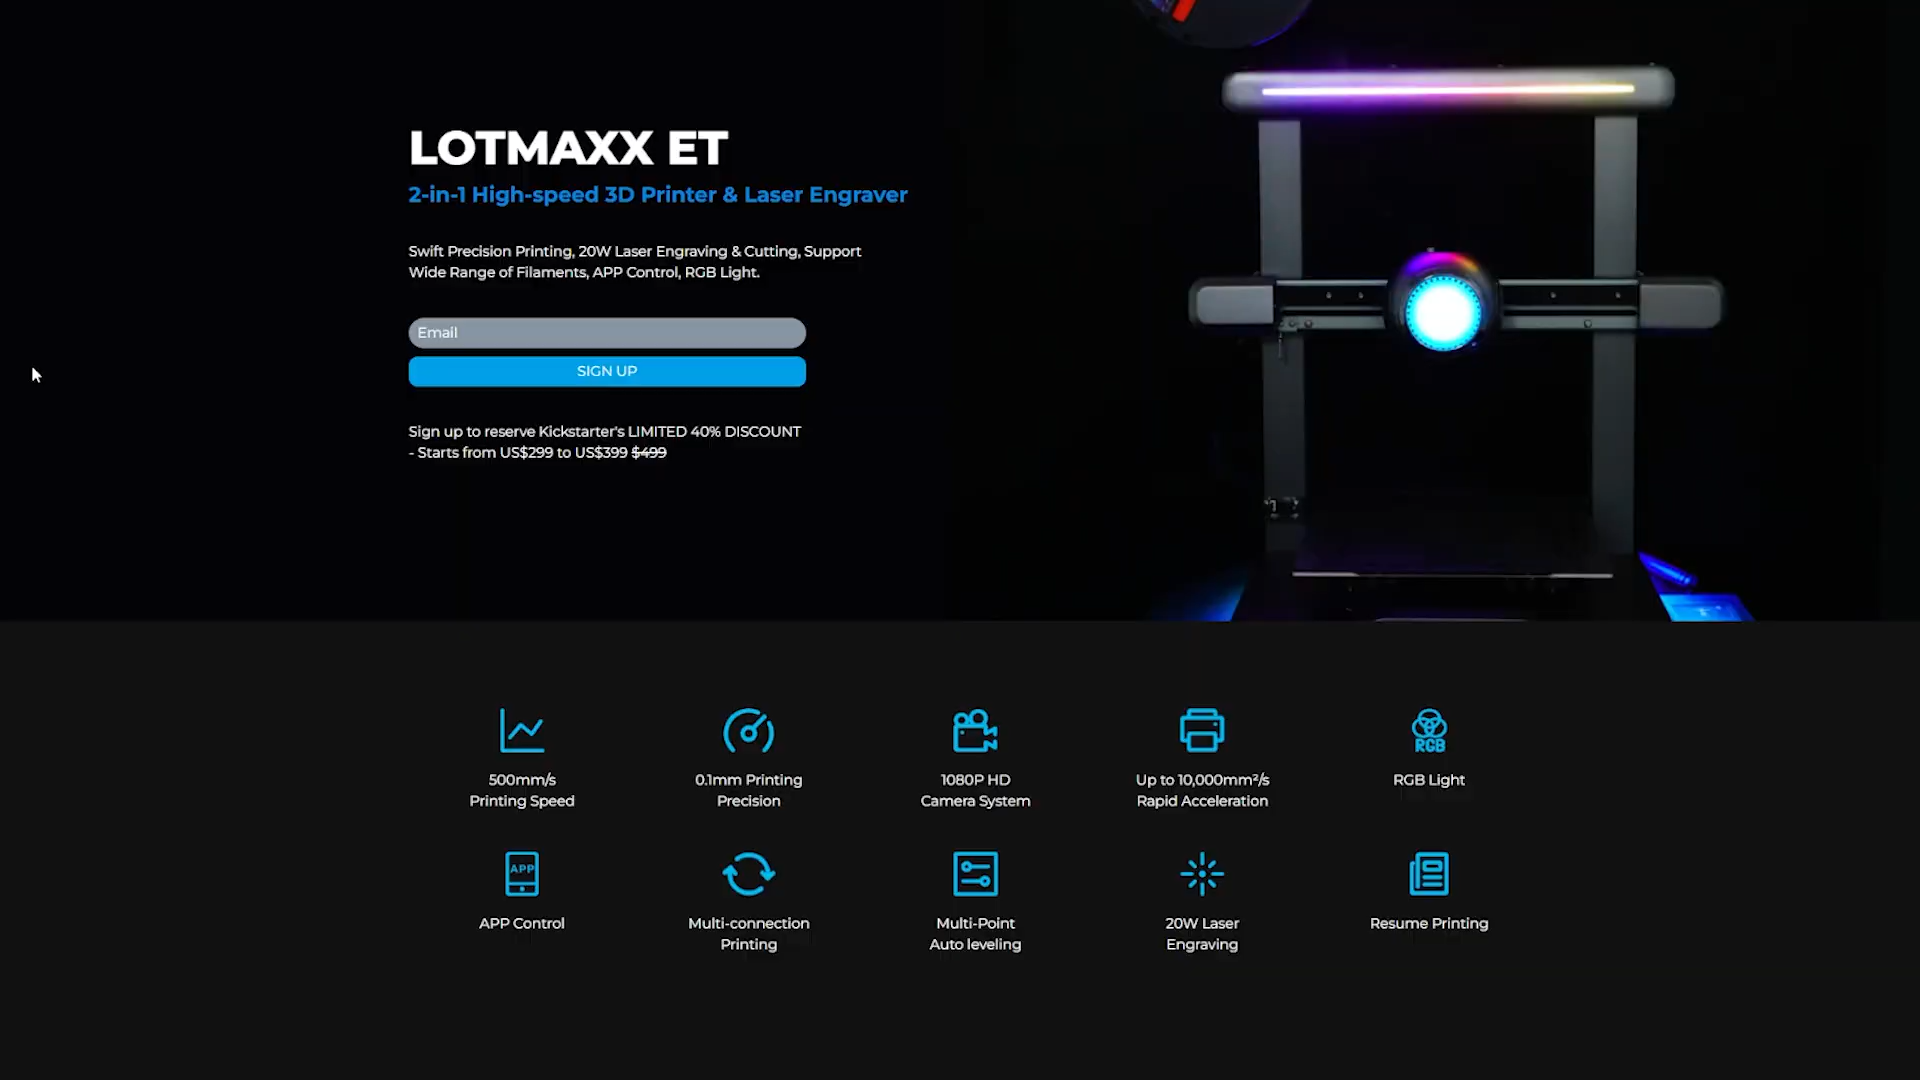 LOTMAXX ET
2-in-1 High-speed 3D Printer & Laser Engraver
Swift Precision Printing, 20W Laser Engraving & Cutting, Support
Wide Range of Filaments, APP Control, RGB Light.
Email
SIGN UP
Sign up to reserve Kickstarter's LIMITED 40% DISCOUNT
- Starts from US$299 to US$399 $499
RGB
500mm/s
Printing Speed
0.1mm Printing
Precision
1080P HD
Camera System
Up to 10,000mm²/s
Rapid Acceleration
RGB Light
APP
APP Control
Multi-connection
Printing
Multi-Point
Auto leveling
20W Laser
Engraving
Resume Printing